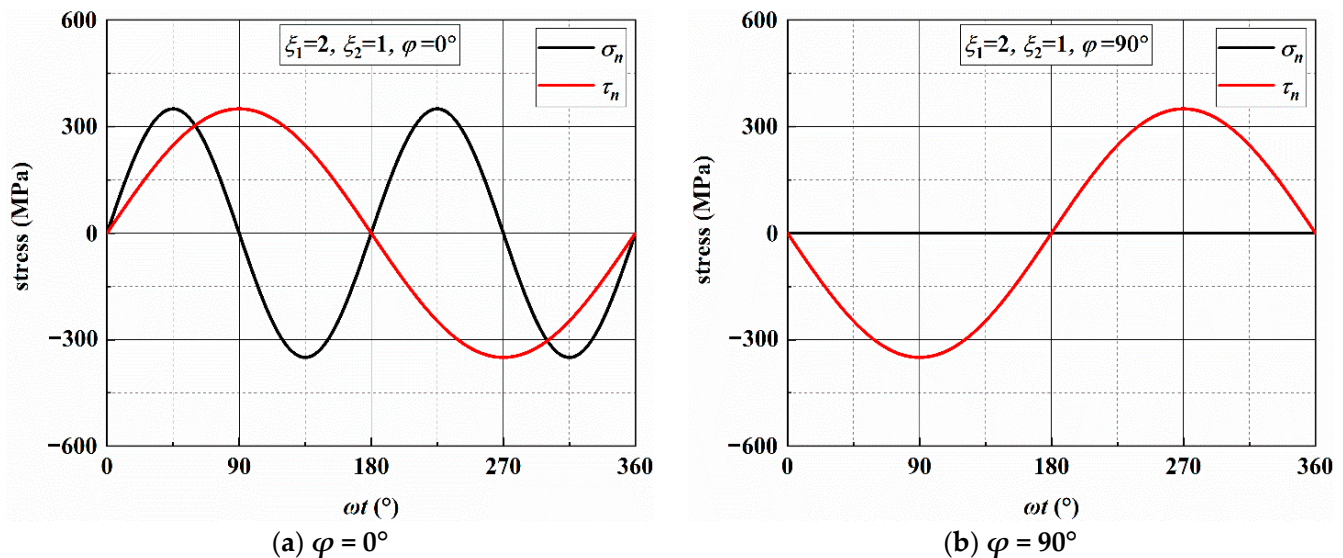 600
300
0
−300
−600
stress (MPa)
ξ₁=2, ξ₂=1, φ=0°
σₙ
τₙ
0
90
180
270
360
ωt (°)
(a) φ = 0°
600
300
0
−300
−600
stress (MPa)
ξ₁=2, ξ₂=1, φ=90°
σₙ
τₙ
0
90
180
270
360
ωt (°)
(b) φ = 90°